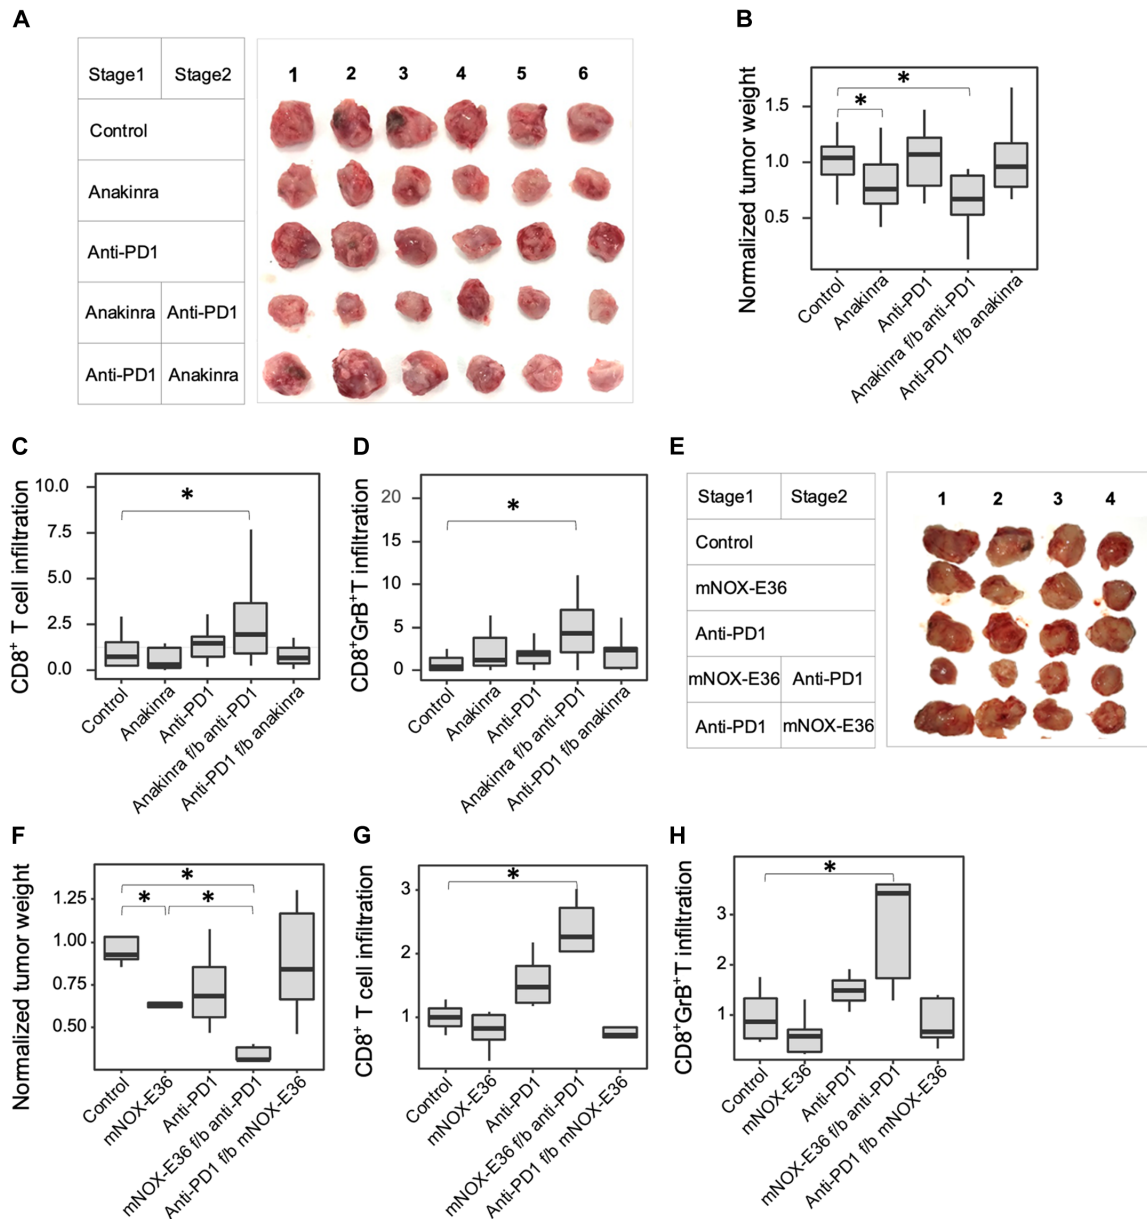 A
Stage1 Stage2
1 2 3 4 5 6
Control
Anakinra
Anti-PD1
Anakinra Anti-PD1
Anti-PD1 Anakinra
B
Normalized tumor weight
1.5
1.0
0.5
* *
Control
Anakinra
Anti-PD1
Anakinra f/b anti-PD1
Anti-PD1 f/b anakinra
C
CD8+ T cell infiltration
10.0
7.5
5.0
2.5
0.0
*
Control
Anakinra
Anti-PD1
Anakinra f/b anti-PD1
Anti-PD1 f/b anakinra
D
CD8+GrB+T infiltration
20
15
10
5
0
*
Control
Anakinra
Anti-PD1
Anakinra f/b anti-PD1
Anti-PD1 f/b anakinra
E
Stage1 Stage2
1 2 3 4
Control
mNOX-E36
Anti-PD1
mNOX-E36 Anti-PD1
Anti-PD1 mNOX-E36
F
Normalized tumor weight
1.25
1.00
0.75
0.50
*
* *
Control
mNOX-E36
Anti-PD1
mNOX-E36 f/b anti-PD1
Anti-PD1 f/b mNOX-E36
G
CD8+ T cell infiltration
3
2
1
*
Control
mNOX-E36
Anti-PD1
mNOX-E36 f/b anti-PD1
Anti-PD1 f/b mNOX-E36
H
CD8+GrB+T infiltration
3
2
1
*
Control
mNOX-E36
Anti-PD1
mNOX-E36 f/b anti-PD1
Anti-PD1 f/b mNOX-E36